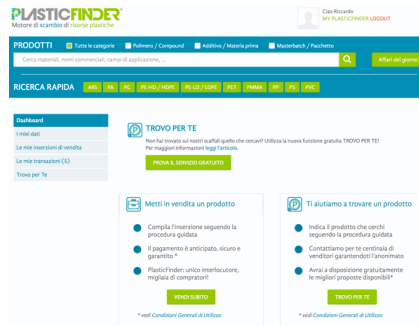 PLASTICFINDER®
Motore di scambio di risorse plastiche
Ciao Riccardo
MY PLASTICFINDER LOGOUT
PRODOTTI
Tutte le categorie
Polimero / Compound
Additivo / Materia prima
Masterbatch / Pacchetto
Cerca materiali, nomi commerciali, campi di applicazione, ...
Affari del giorno
RICERCA RAPIDA
ABS PA PC PE-HD / HDPE PE-LD / LDPE PET PMMA PP PS PVC
Dashboard
I miei dati
Le mie inserzioni di vendita
Le mie transazioni (5)
Trova per Te
TROVO PER TE
Non hai trovato sui nostri scaffali quello che cercavi? Utilizza la nuova funzione gratuita TROVO PER TE!
Per maggiori informazioni leggi l'articolo.
PROVA IL SERVIZIO GRATUITO
Metti in vendita un prodotto
Compila l'inserzione seguendo la
procedura guidata
Il pagamento è anticipato, sicuro e
garantito *
PlasticFinder: unico interlocutore,
migliaia di compratori!
VENDI SUBITO
* vedi Condizioni Generali di Utilizzo
Ti aiutiamo a trovare un prodotto
Indica il prodotto che cerchi
seguendo la procedura guidata
Contattiamo per te centinaia di
venditori garantendoti l'anonimato
Avrai a disposizione gratuitamente
le migliori proposte disponibili*
TROVO PER TE
* vedi Condizioni Generali di Utilizzo